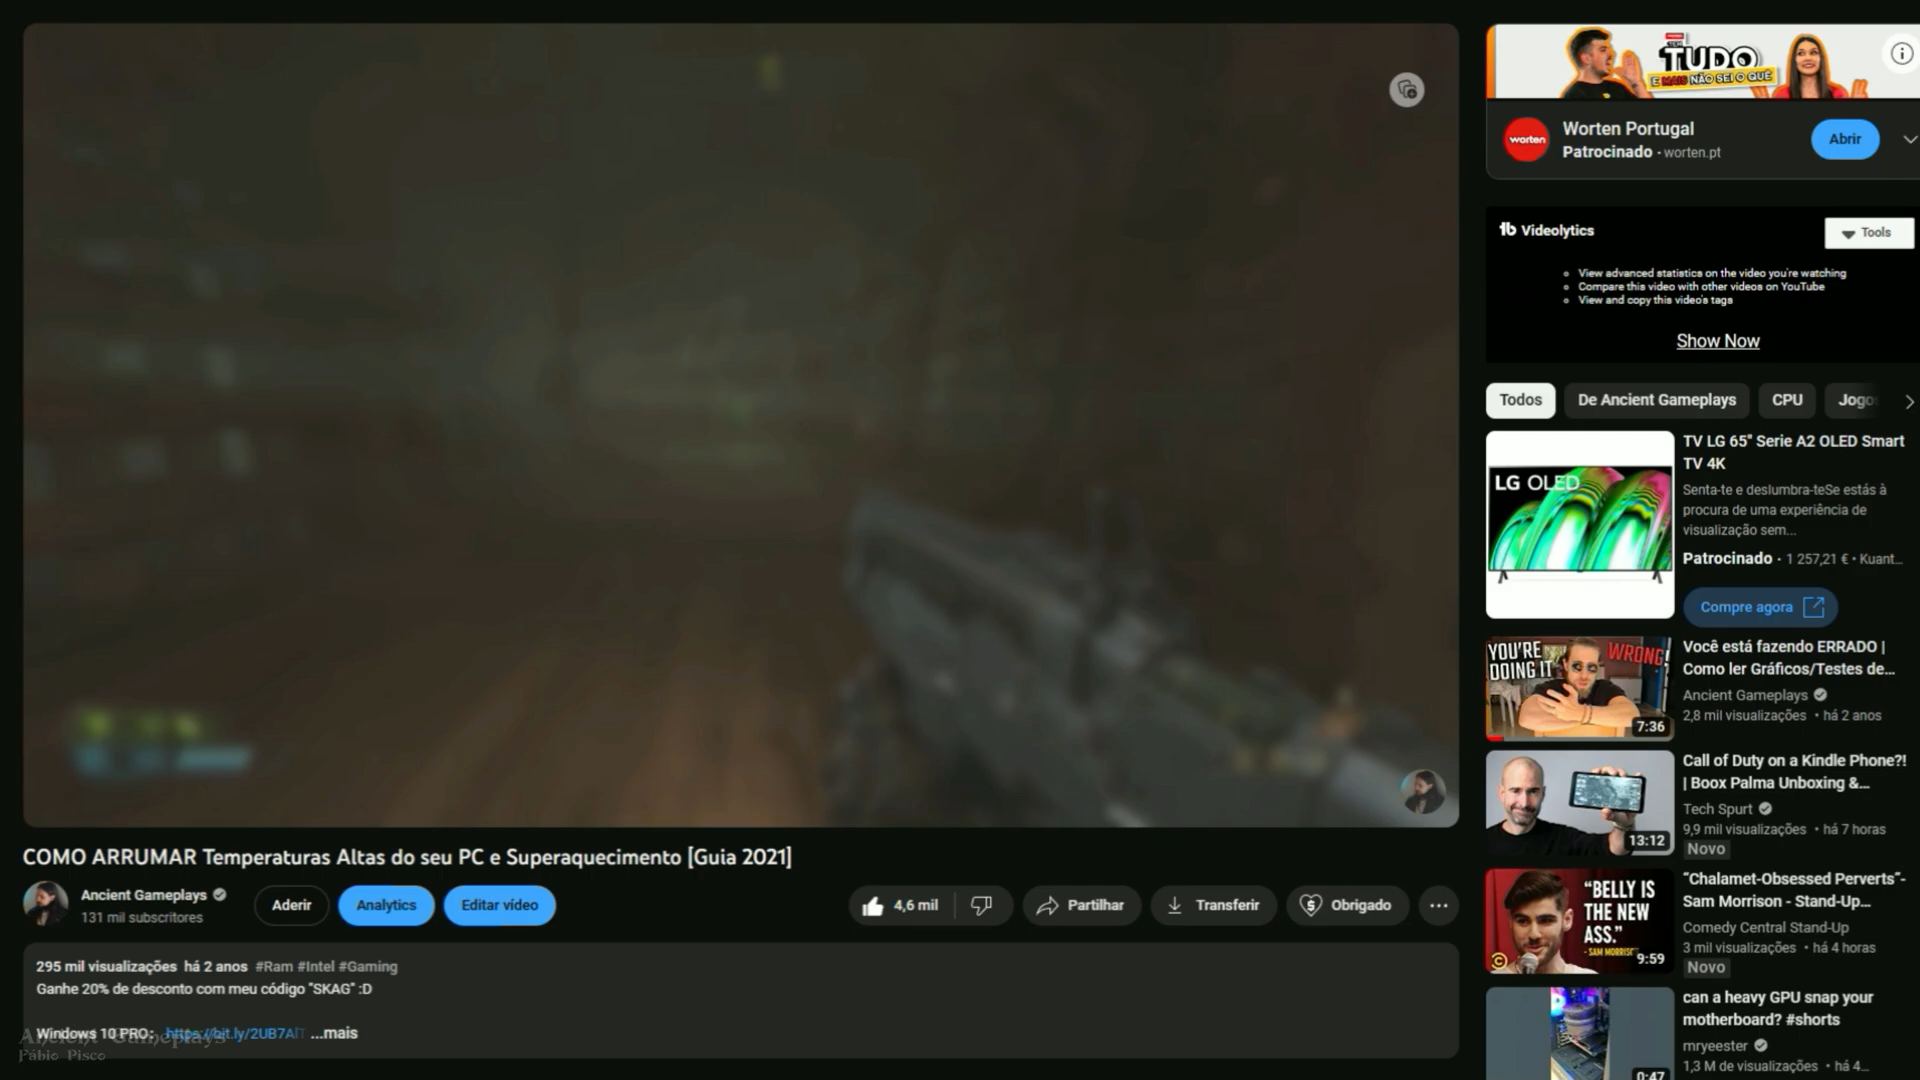 COMO ARRUMAR Temperaturas Altas do seu PC e Superaquecimento [Guia 2021]
Ancient Gameplays
131 mil subscritores
Aderir
Analytics
Editar vídeo
4,6 mil
Partilhar
Transferir
Obrigado
295 mil visualizações há 2 anos #Ram #Intel #Gaming
Ganhe 20% de desconto com meu código "SKAG" :D
Windows 10 PRO: ...mais
Ancient Gameplays
Fábio Pisco
TUDO
E MAIS NÃO SEI O QUÊ
worten
Worten Portugal
Abrir
Patrocinado · worten.pt
tb Videolytics
Tools
View advanced statistics on the video you're watching
Compare this video with other videos on YouTube
View and copy this video's tags
Show Now
Todos
De Ancient Gameplays
CPU
LG OLED
TV LG 65" Serie A2 OLED Smart
TV 4K
Senta-te e deslumbra-teSe estás à
procura de uma experiência de
visualização sem...
Patrocinado · 1 257,21 € · Kuant...
Compre agora
YOU'RE
DOING IT
WRONG!
7:36
Você está fazendo ERRADO |
Como ler Gráficos/Testes de...
Ancient Gameplays
2,8 mil visualizações • há 2 anos
13:12
Call of Duty on a Kindle Phone?!
| Boox Palma Unboxing &...
Tech Spurt
9,9 mil visualizações • há 7 horas
Novo
"BELLY IS
THE NEW
ASS."
9:59
"Chalamet-Obsessed Perverts"-
Sam Morrison - Stand-Up...
Comedy Central Stand-Up
3 mil visualizações • há 4 horas
Novo
0:47
can a heavy GPU snap your
motherboard? #shorts
mryeester
1,3 M de visualizações • há 4...